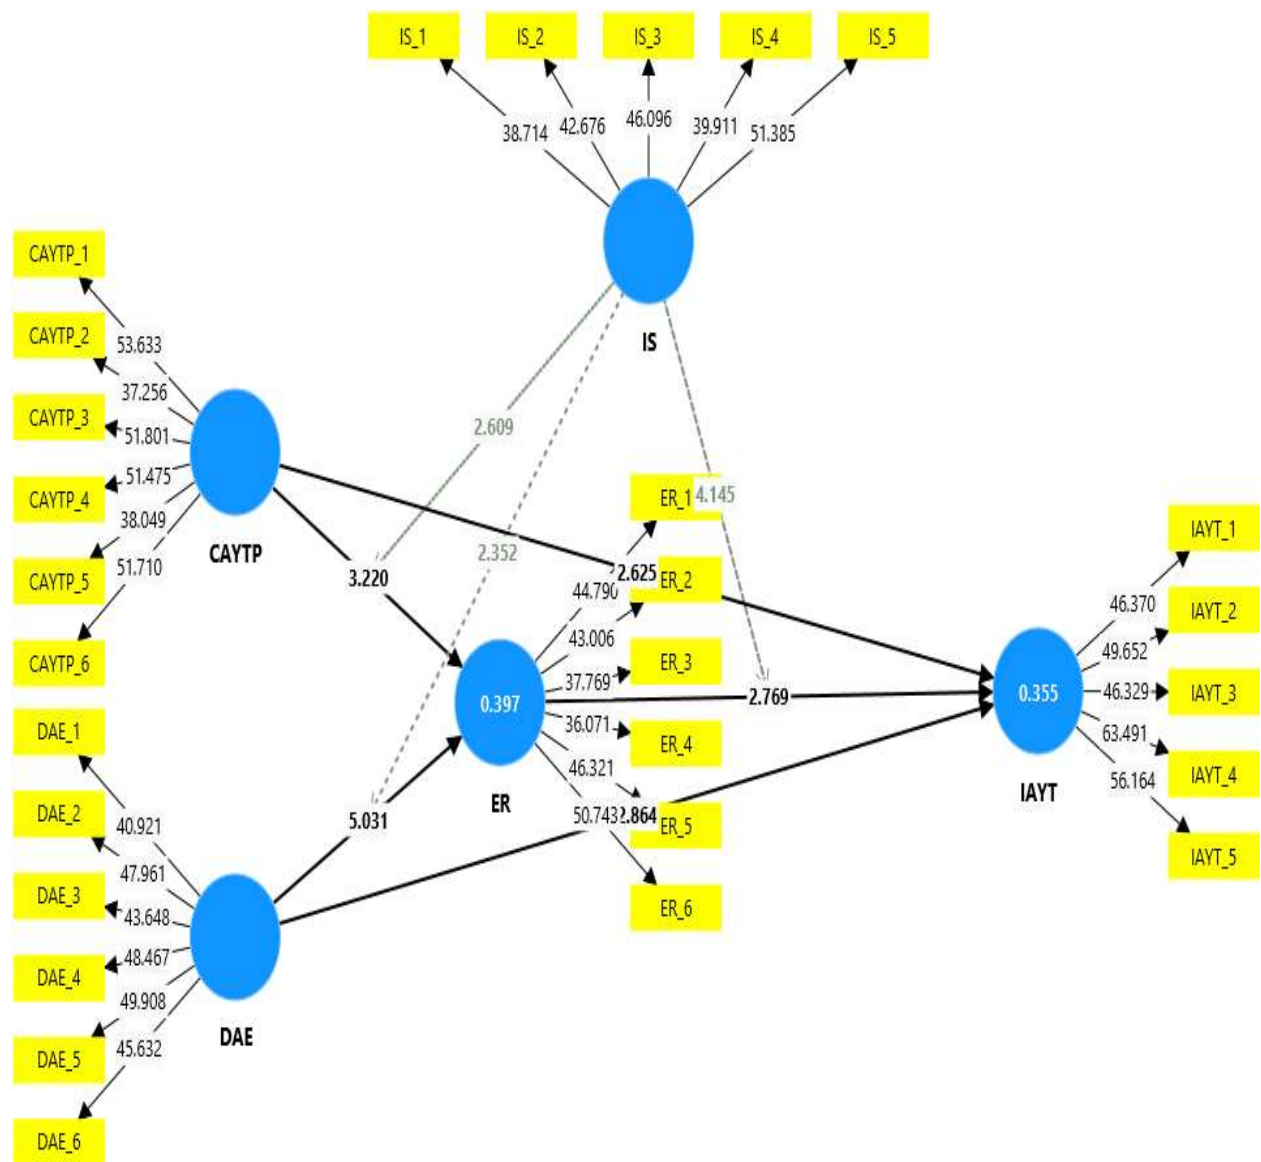 IS_1
IS_2
IS_3
IS_4
IS_5
38.714
42.676
46.096
39.911
51.385
IS
CAYTP_1
CAYTP_2
CAYTP_3
CAYTP_4
CAYTP_5
CAYTP_6
53.633
37.256
51.801
51.475
38.049
51.710
CAYTP
2.609
2.352
4.145
3.220
2.625
ER_1
ER_2
ER_3
ER_4
ER_5
ER_6
44.790
43.006
37.769
36.071
46.321
50.743
0.397
ER
2.769
5.031
2.864
0.355
IAYT
IAYT_1
IAYT_2
IAYT_3
IAYT_4
IAYT_5
46.370
49.652
46.329
63.491
56.164
DAE_1
DAE_2
DAE_3
DAE_4
DAE_5
DAE_6
40.921
47.961
43.648
48.467
49.908
45.632
DAE